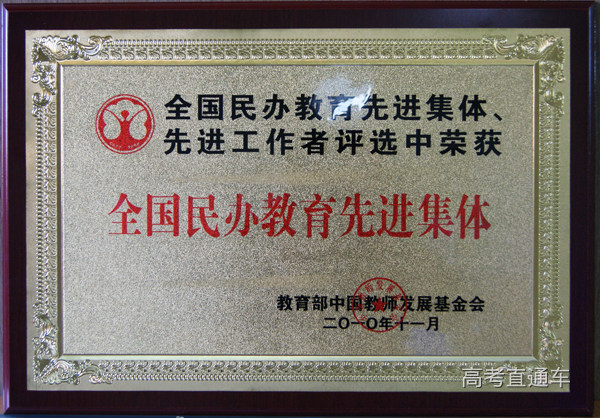 全国民办教育先进集体、
先进工作者评选中荣获
全国民办教育先进集体
教育部中国教师发展基金会
二〇一〇年十一月
高考直通车